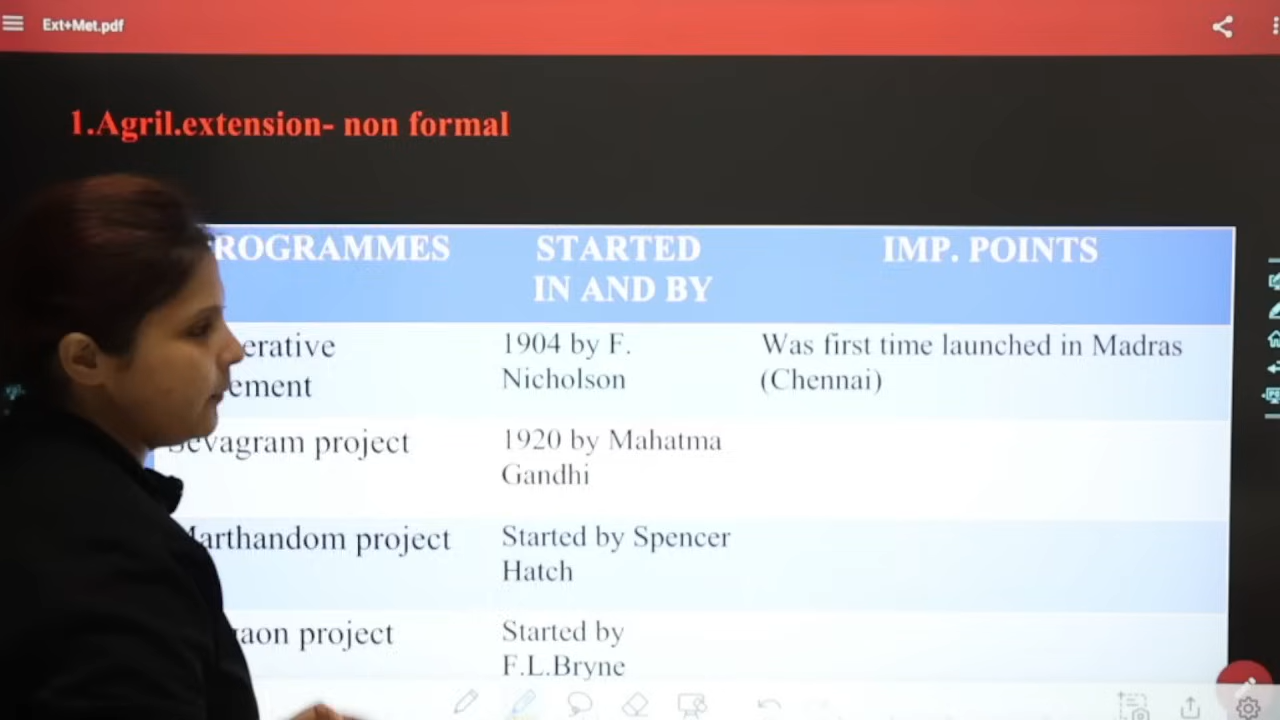 Ext+Met.pdf
1.Agril.extension- non formal
ROGRAMMES
STARTED
IN AND BY
IMP. POINTS
erative
ement
1904 by F.
Nicholson
Was first time launched in Madras
(Chennai)
Sevagram project
1920 by Mahatma
Gandhi
arthandom project
Started by Spencer
Hatch
gaon project
Started by
F.L.Bryne